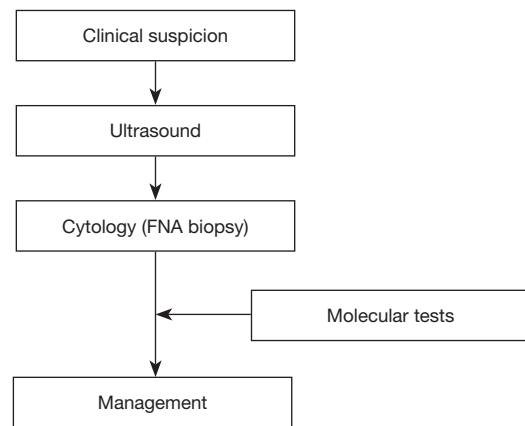 Clinical suspicion
Ultrasound
Cytology (FNA biopsy)
Molecular tests
Management